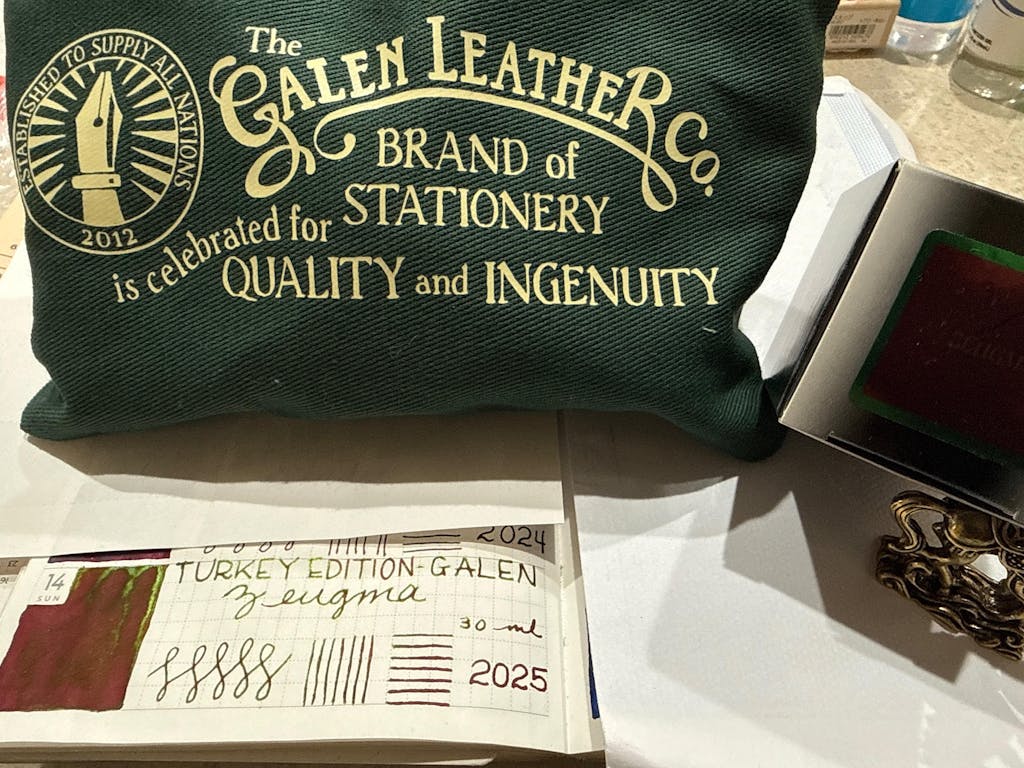 ESTABLISHED TO SUPPLY ALL NATIONS
2012
The
GALEN LEATHER Co.
BRAND of
STATIONERY
is celebrated for
QUALITY and INGENUITY
2024
14
SUN
TURKEY EDITION-GALEN
Zeugma
30 ml
2025